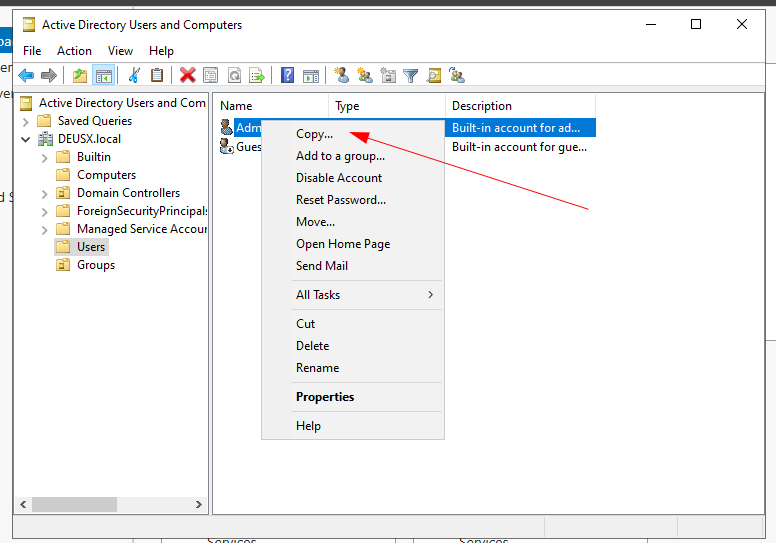 Active Directory Users and Computers
File Action View Help
Active Directory Users and Com
Saved Queries
DEUSX.local
Builtin
Computers
Domain Controllers
ForeignSecurityPrincipals
Managed Service Accour
Users
Groups
Name Type Description
Adm Built-in account for ad...
Gues Built-in account for gue...
Copy...
Add to a group...
Disable Account
Reset Password...
Move...
Open Home Page
Send Mail
All Tasks
Cut
Delete
Rename
Properties
Help
Services Services